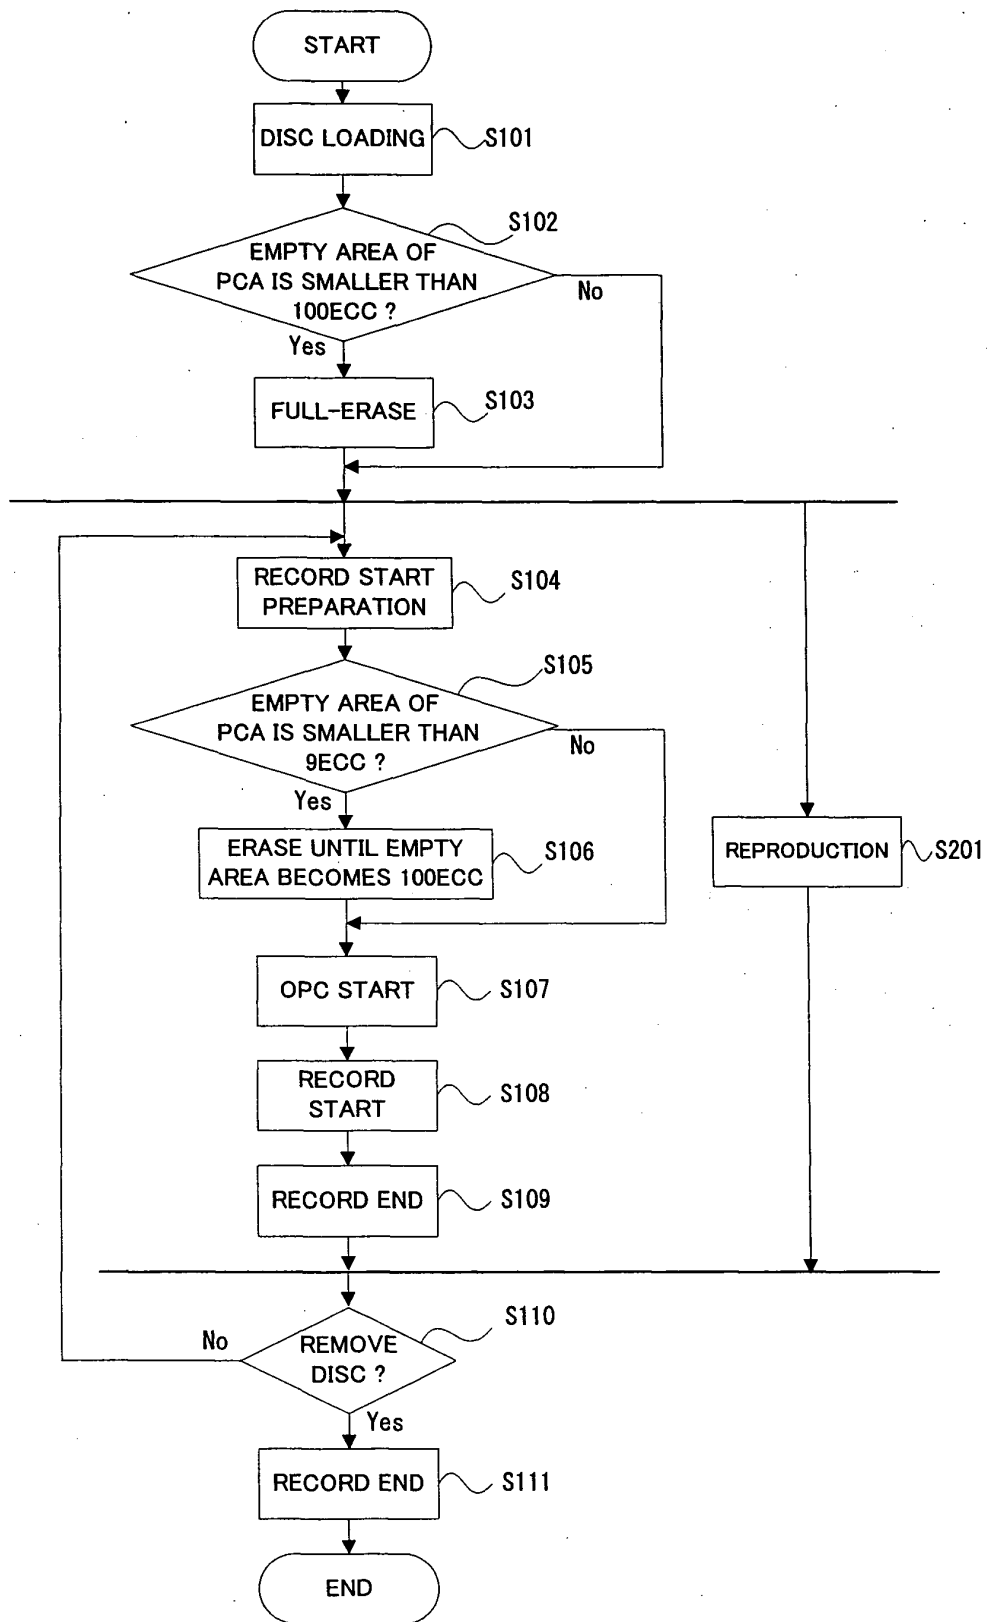 START
DISC LOADING
S101
S102
EMPTY AREA OF
PCA IS SMALLER THAN
100ECC ?
No
Yes
FULL-ERASE
S103
RECORD START
PREPARATION
S104
S105
EMPTY AREA OF
PCA IS SMALLER THAN
9ECC ?
No
Yes
ERASE UNTIL EMPTY
AREA BECOMES 100ECC
S106
REPRODUCTION
S201
OPC START
S107
RECORD
START
S108
RECORD END
S109
S110
No
REMOVE
DISC ?
Yes
RECORD END
S111
END